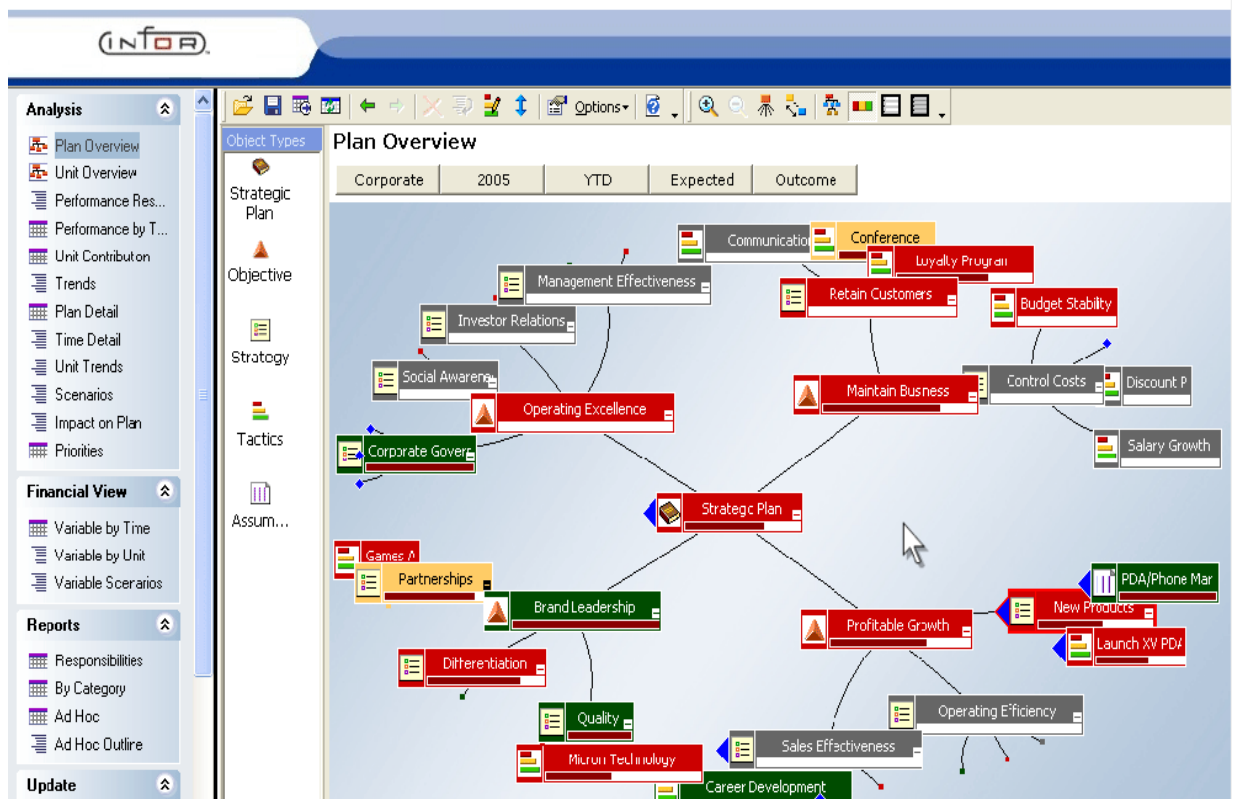 infor
Analysis
Plan Overview
Unit Overview
Performance Res...
Performance by T...
Unit Contribution
Trends
Plan Detail
Time Detail
Unit Trends
Scenarios
Impact on Plan
Priorities
Financial View
Variable by Time
Variable by Unit
Variable Scenarios
Reports
Responsibilities
By Category
Ad Hoc
Ad Hoc Outline
Update
Options
Object Types
Strategic
Plan
Objective
Strategy
Tactics
Assum...
Plan Overview
Corporate 2005 YTD Expected Outcome
Communication
Conference
Loyalty Program
Management Effectiveness
Retain Customers
Budget Stability
Investor Relations
Social Awarene
Control Costs
Discount P
Maintain Business
Operating Excellence
Corporate Govern
Salary Growth
Strategic Plan
Games A
Partnerships
PDA/Phone Mar
Brand Leadership
New Products
Profitable Growth
Launch XV PDA
Differentiation
Quality
Operating Efficiency
Sales Effectiveness
Micron Technology
Career Development